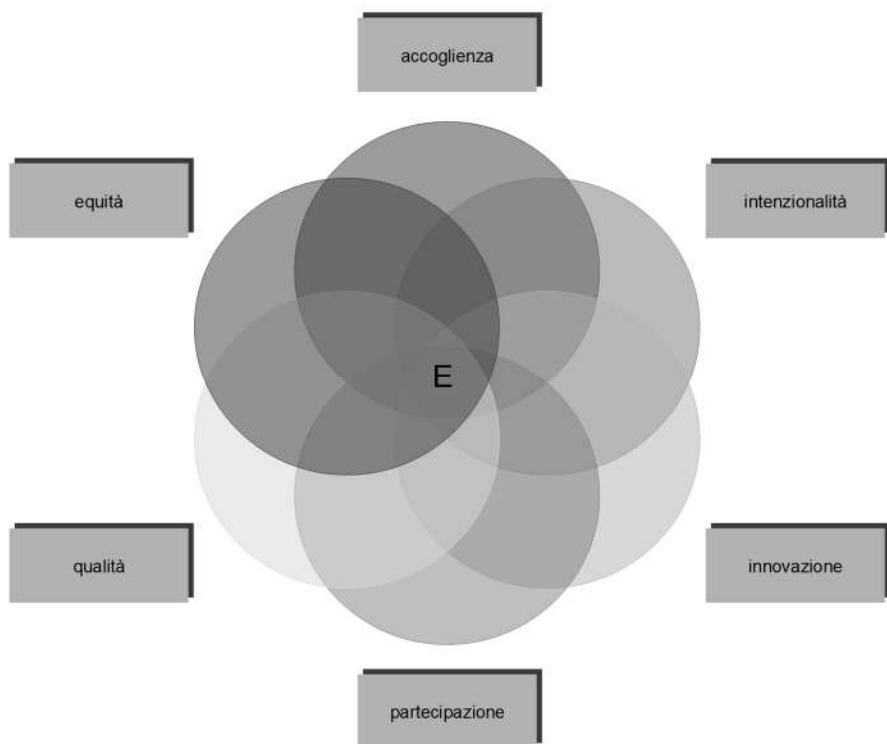 accoglienza
equità
intenzionalità
E
qualità
innovazione
partecipazione